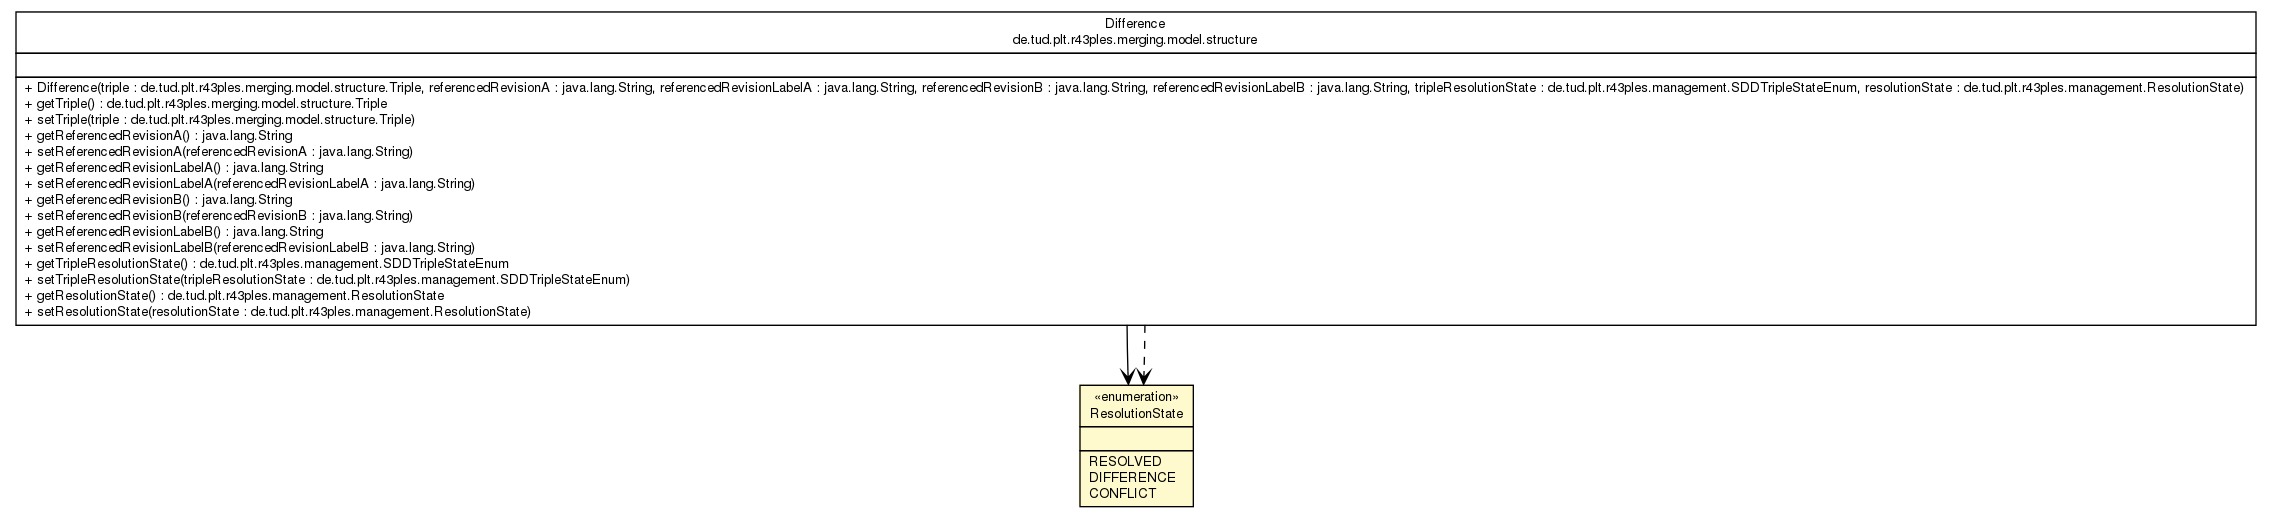 Difference
de.tud.plt.r43ples.merging.model.structure
+ Difference(triple : de.tud.plt.r43ples.merging.model.structure.Triple, referencedRevisionA : java.lang.String, referencedRevisionLabelA : java.lang.String, referencedRevisionB : java.lang.String, referencedRevisionLabelB : java.lang.String, tripleResolutionState : de.tud.plt.r43ples.management.SDDTripleStateEnum, resolutionState : de.tud.plt.r43ples.management.ResolutionState)
+ getTriple() : de.tud.plt.r43ples.merging.model.structure.Triple
+ setTriple(triple : de.tud.plt.r43ples.merging.model.structure.Triple)
+ getReferencedRevisionA() : java.lang.String
+ setReferencedRevisionA(referencedRevisionA : java.lang.String)
+ getReferencedRevisionLabelA() : java.lang.String
+ setReferencedRevisionLabelA(referencedRevisionLabelA : java.lang.String)
+ getReferencedRevisionB() : java.lang.String
+ setReferencedRevisionB(referencedRevisionB : java.lang.String)
+ getReferencedRevisionLabelB() : java.lang.String
+ setReferencedRevisionLabelB(referencedRevisionLabelB : java.lang.String)
+ getTripleResolutionState() : de.tud.plt.r43ples.management.SDDTripleStateEnum
+ setTripleResolutionState(tripleResolutionState : de.tud.plt.r43ples.management.SDDTripleStateEnum)
+ getResolutionState() : de.tud.plt.r43ples.management.ResolutionState
+ setResolutionState(resolutionState : de.tud.plt.r43ples.management.ResolutionState)
«enumeration»
ResolutionState
RESOLVED
DIFFERENCE
CONFLICT